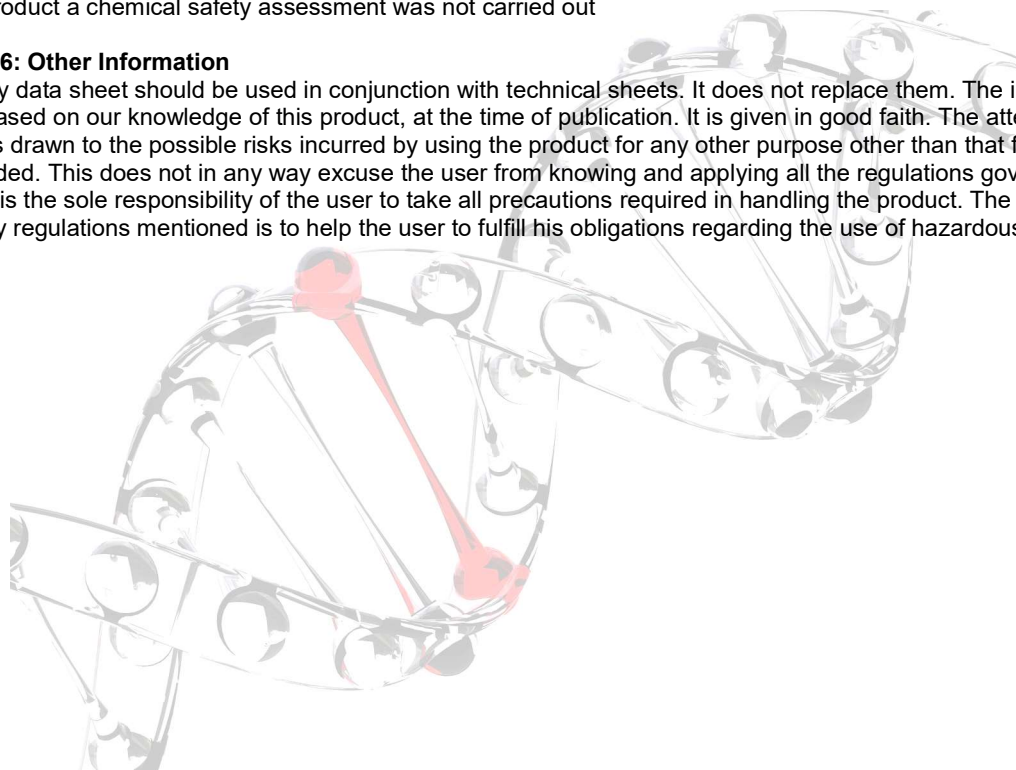 roduct a chemical safety assessment was not carried out
6: Other Information
y data sheet should be used in conjunction with technical sheets. It does not replace them. The i
ased on our knowledge of this product, at the time of publication. It is given in good faith. The atte
s drawn to the possible risks incurred by using the product for any other purpose other than that f
ded. This does not in any way excuse the user from knowing and applying all the regulations gov
is the sole responsibility of the user to take all precautions required in handling the product. The
y regulations mentioned is to help the user to fulfill his obligations regarding the use of hazardous